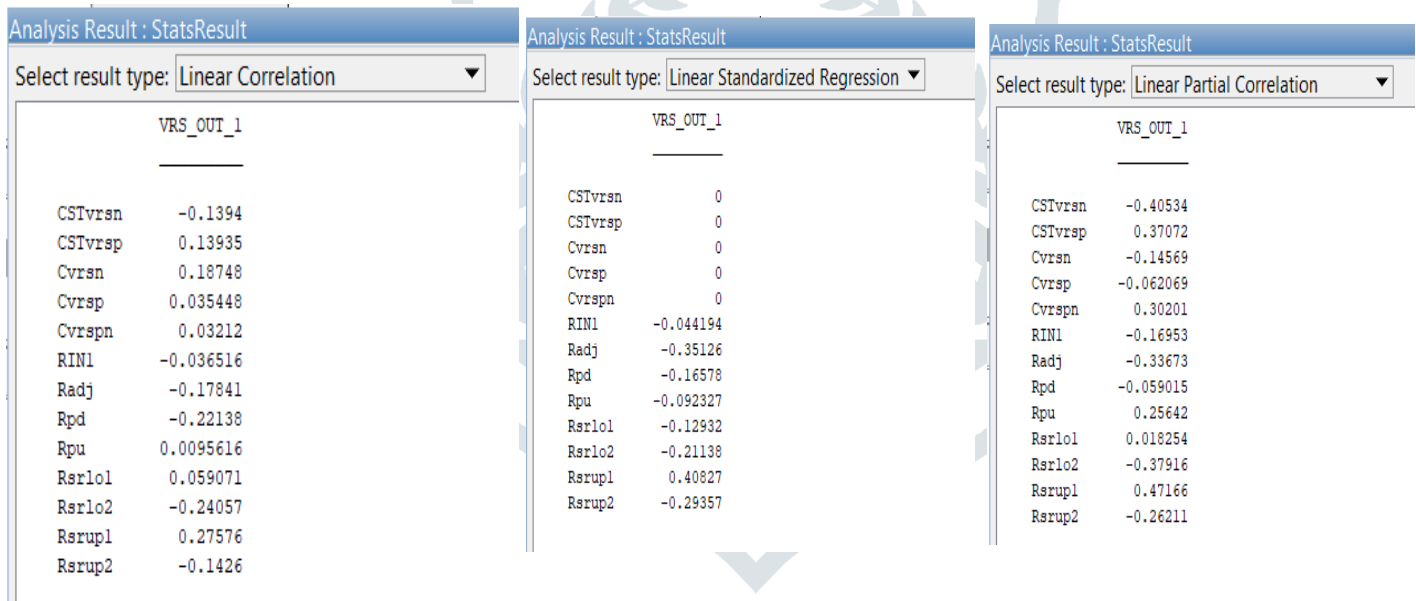 Analysis Result : StatsResult
Select result type: Linear Correlation
VRS_OUT_1
CSTvrsn -0.1394
CSTvrsp 0.13935
Cvrsn 0.18748
Cvrsp 0.035448
Cvrspn 0.03212
RIN1 -0.036516
Radj -0.17841
Rpd -0.22138
Rpu 0.0095616
Rsrlo1 0.059071
Rsrlo2 -0.24057
Rsrup1 0.27576
Rsrup2 -0.1426
Analysis Result : StatsResult
Select result type: Linear Standardized Regression
VRS_OUT_1
CSTvrsn 0
CSTvrsp 0
Cvrsn 0
Cvrsp 0
Cvrspn 0
RIN1 -0.044194
Radj -0.35126
Rpd -0.16578
Rpu -0.092327
Rsrlo1 -0.12932
Rsrlo2 -0.21138
Rsrup1 0.40827
Rsrup2 -0.29357
Analysis Result : StatsResult
Select result type: Linear Partial Correlation
VRS_OUT_1
CSTvrsn -0.40534
CSTvrsp 0.37072
Cvrsn -0.14569
Cvrsp -0.062069
Cvrspn 0.30201
RIN1 -0.16953
Radj -0.33673
Rpd -0.059015
Rpu 0.25642
Rsrlo1 0.018254
Rsrlo2 -0.37916
Rsrup1 0.47166
Rsrup2 -0.26211